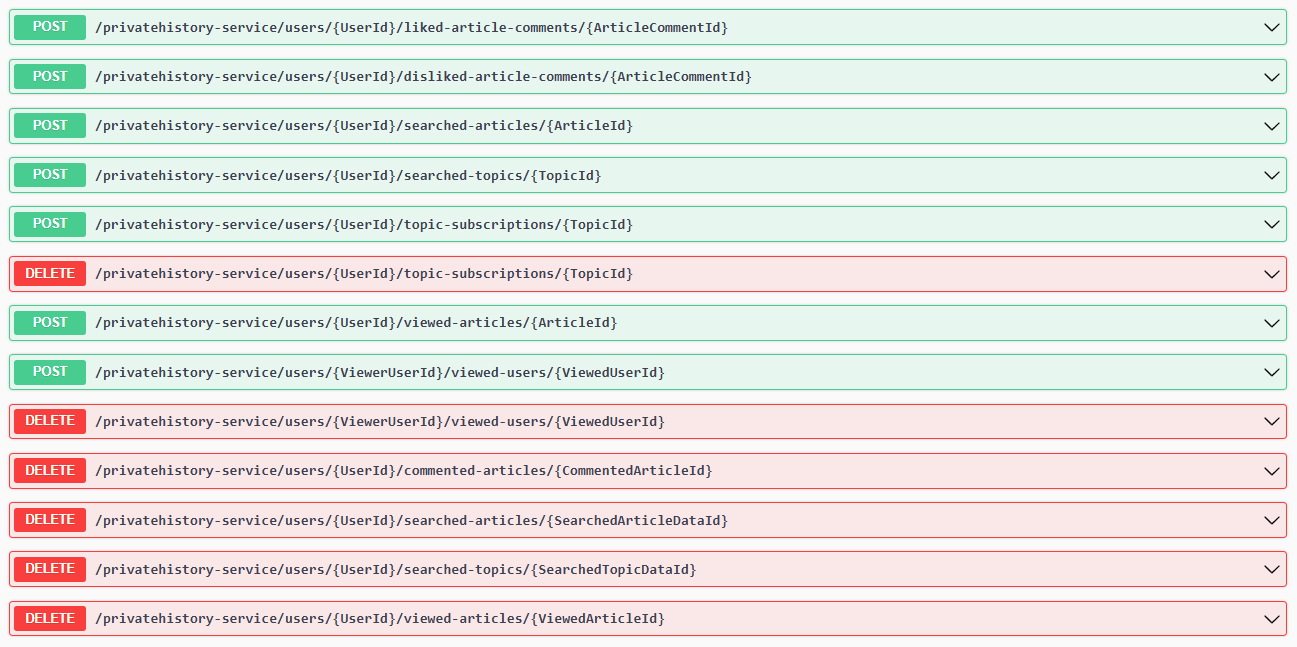 POST /privatehistory-service/users/{UserId}/liked-article-comments/{ArticleCommentId}
POST /privatehistory-service/users/{UserId}/disliked-article-comments/{ArticleCommentId}
POST /privatehistory-service/users/{UserId}/searched-articles/{ArticleId}
POST /privatehistory-service/users/{UserId}/searched-topics/{TopicId}
POST /privatehistory-service/users/{UserId}/topic-subscriptions/{TopicId}
DELETE /privatehistory-service/users/{UserId}/topic-subscriptions/{TopicId}
POST /privatehistory-service/users/{UserId}/viewed-articles/{ArticleId}
POST /privatehistory-service/users/{ViewerUserId}/viewed-users/{ViewedUserId}
DELETE /privatehistory-service/users/{ViewerUserId}/viewed-users/{ViewedUserId}
DELETE /privatehistory-service/users/{UserId}/commented-articles/{CommentedArticleId}
DELETE /privatehistory-service/users/{UserId}/searched-articles/{SearchedArticleDataId}
DELETE /privatehistory-service/users/{UserId}/searched-topics/{SearchedTopicDataId}
DELETE /privatehistory-service/users/{UserId}/viewed-articles/{ViewedArticleId}